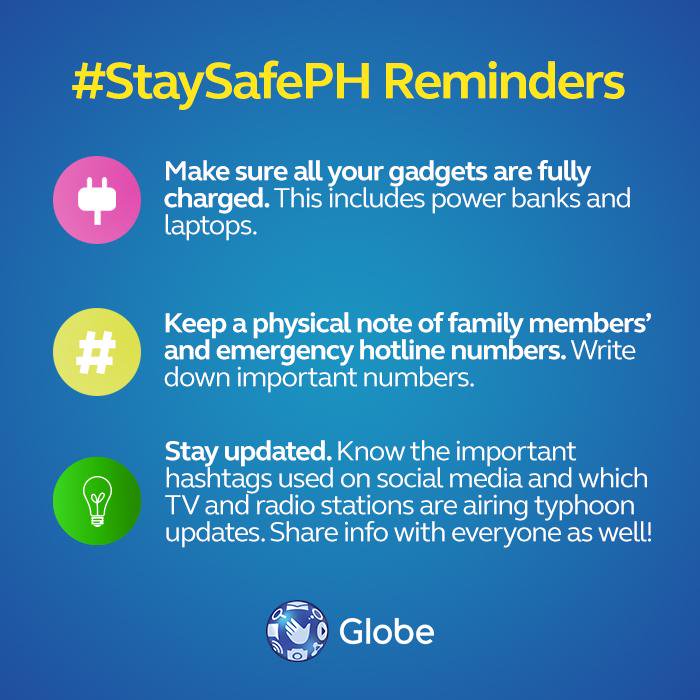 #StaySafePH Reminders
Make sure all your gadgets are fully
charged. This includes power banks and
laptops.
#
Keep a physical note of family members’
and emergency hotline numbers. Write
down important numbers.
Stay updated. Know the important
hashtags used on social media and which
TV and radio stations are airing typhoon
updates. Share info with everyone as well!
Globe